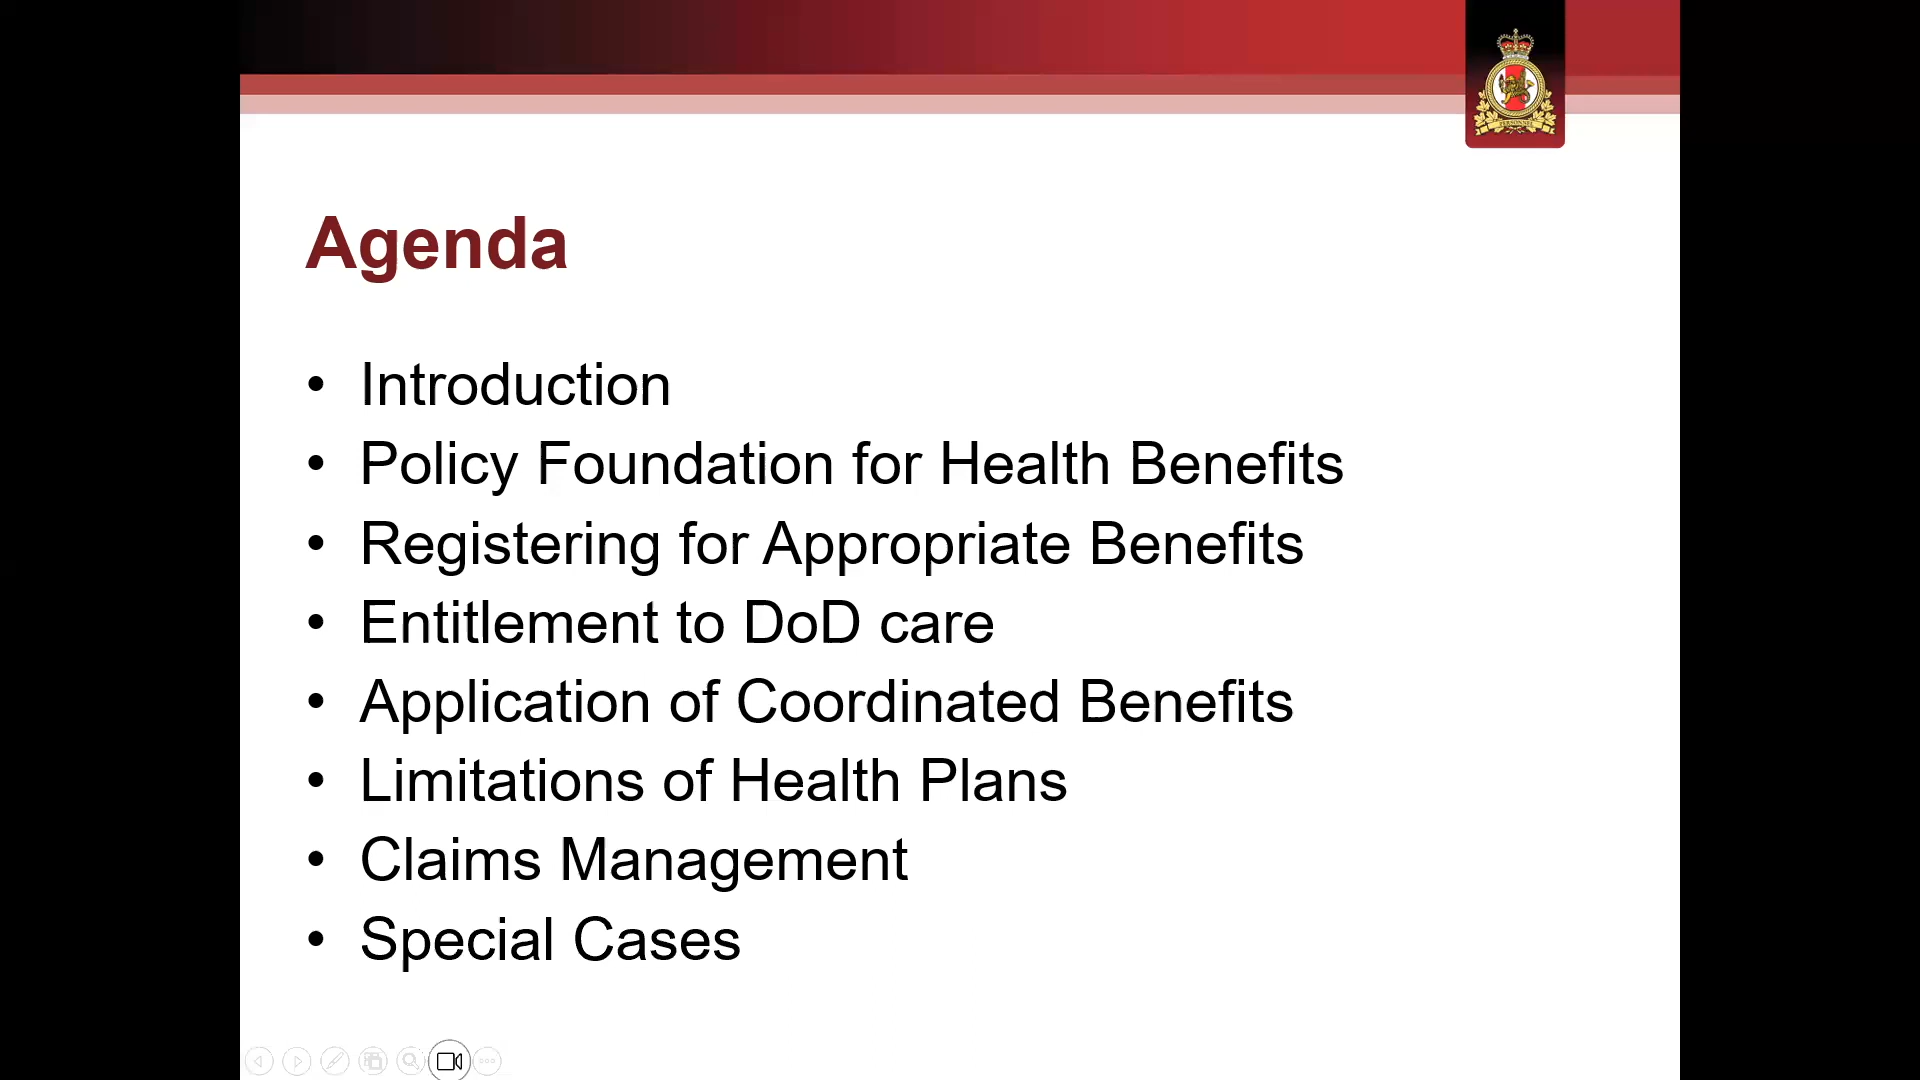 PERSONNEL
Agenda
• Introduction
• Policy Foundation for Health Benefits
• Registering for Appropriate Benefits
• Entitlement to DoD care
• Application of Coordinated Benefits
• Limitations of Health Plans
• Claims Management
• Special Cases